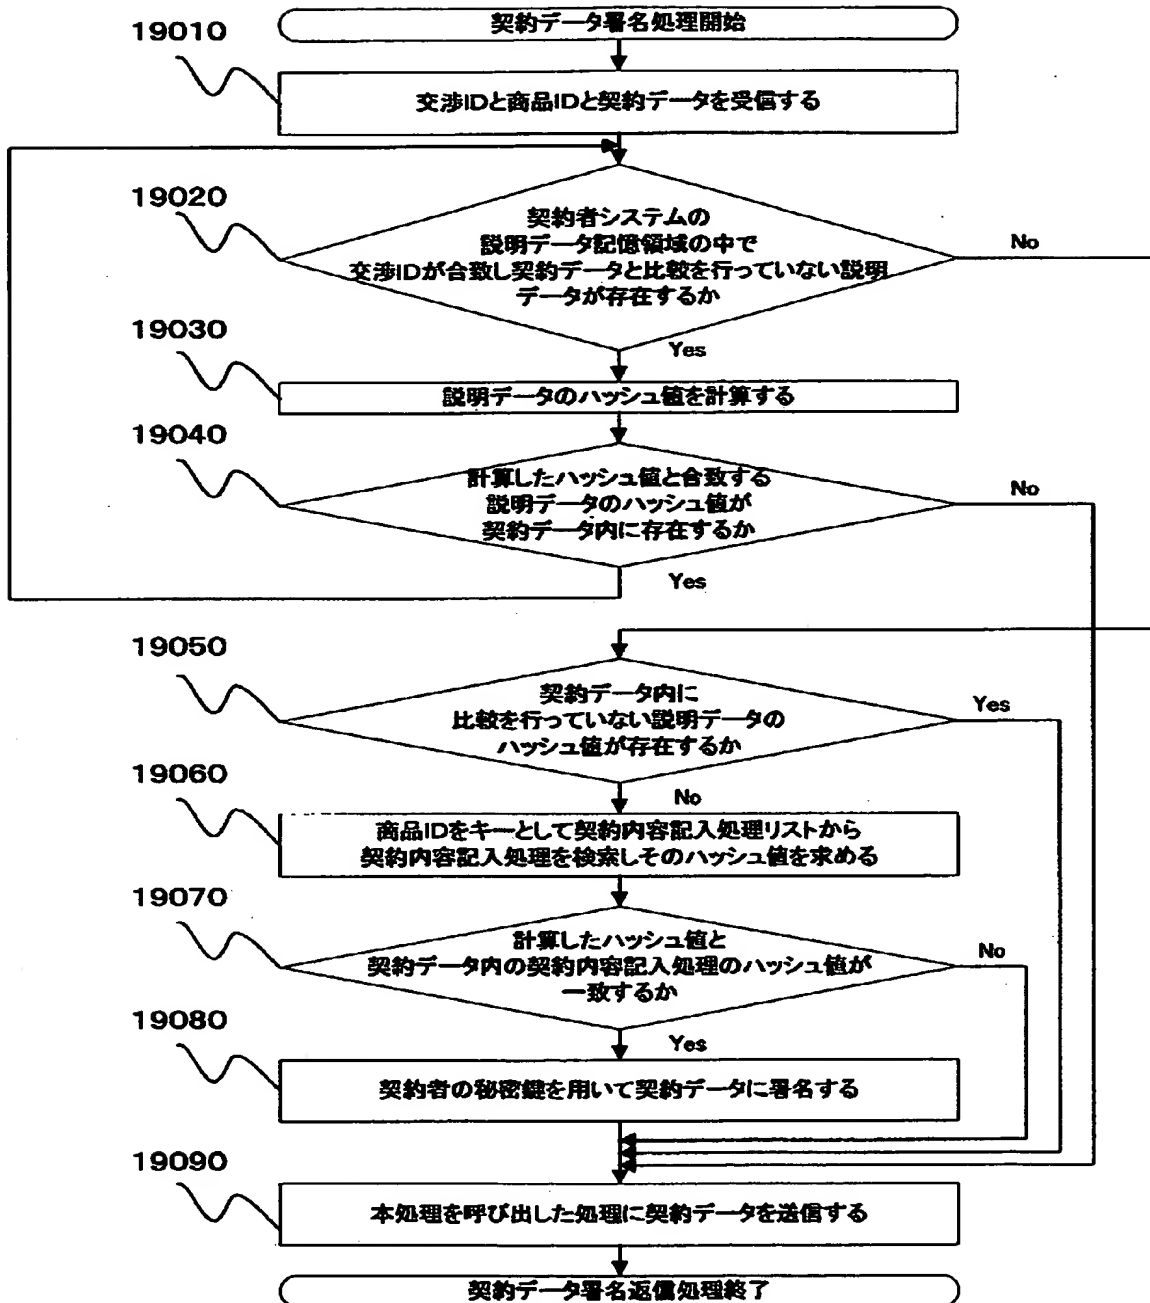 契約データ署名処理開始
19010
交渉IDと商品IDと契約データを受信する
19020
契約者システムの
説明データ記憶領域の中で
交渉IDが合致し契約データと比較を行っていない説明
データが存在するか
No
Yes
19030
説明データのハッシュ値を計算する
19040
計算したハッシュ値と合致する
説明データのハッシュ値が
契約データ内に存在するか
No
Yes
19050
契約データ内に
比較を行っていない説明データの
ハッシュ値が存在するか
Yes
No
19060
商品IDをキーとして契約内容記入処理リストから
契約内容記入処理を検索しそのハッシュ値を求める
19070
計算したハッシュ値と
契約データ内の契約内容記入処理のハッシュ値が
一致するか
No
Yes
19080
契約者の秘密鍵を用いて契約データに署名する
19090
本処理を呼び出した処理に契約データを送信する
契約データ署名返信処理終了